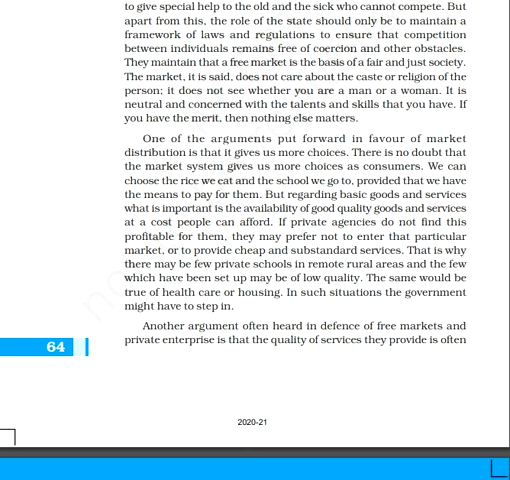 to give special help to the old and the sick who cannot compete. But
apart from this, the role of the state should only be to maintain a
framework of laws and regulations to ensure that competition
between individuals remains free of coercion and other obstacles.
They maintain that a free market is the basis of a fair and just society.
The market, it is said, does not care about the caste or religion of the
person; it does not see whether you are a man or a woman. It is
neutral and concerned with the talents and skills that you have. If
you have the merit, then nothing else matters.
One of the arguments put forward in favour of market
distribution is that it gives us more choices. There is no doubt that
the market system gives us more choices as consumers. We can
choose the rice we eat and the school we go to, provided that we have
the means to pay for them. But regarding basic goods and services
what is important is the availability of good quality goods and services
at a cost people can afford. If private agencies do not find this
profitable for them, they may prefer not to enter that particular
market, or to provide cheap and substandard services. That is why
there may be few private schools in remote rural areas and the few
which have been set up may be of low quality. The same would be
true of health care or housing. In such situations the government
might have to step in.
Another argument often heard in defence of free markets and
private enterprise is that the quality of services they provide is often
64
2020-21